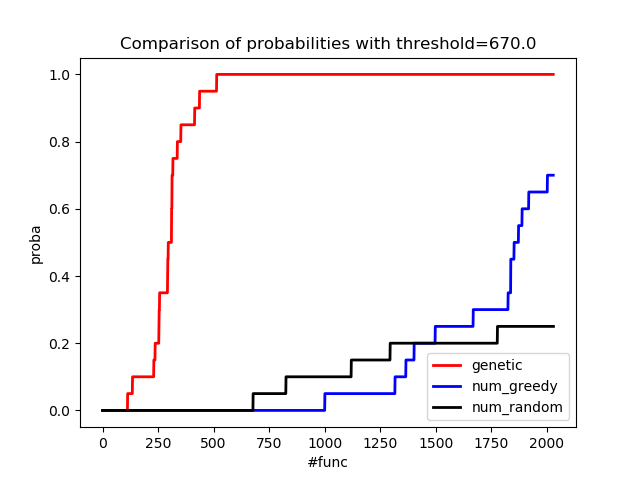 Comparison of probabilities with threshold=670.0
1.0
0.8
0.6
0.4
0.2
0.0
proba
0
250
500
750
1000
1250
1500
1750
2000
#func
genetic
num_greedy
num_random